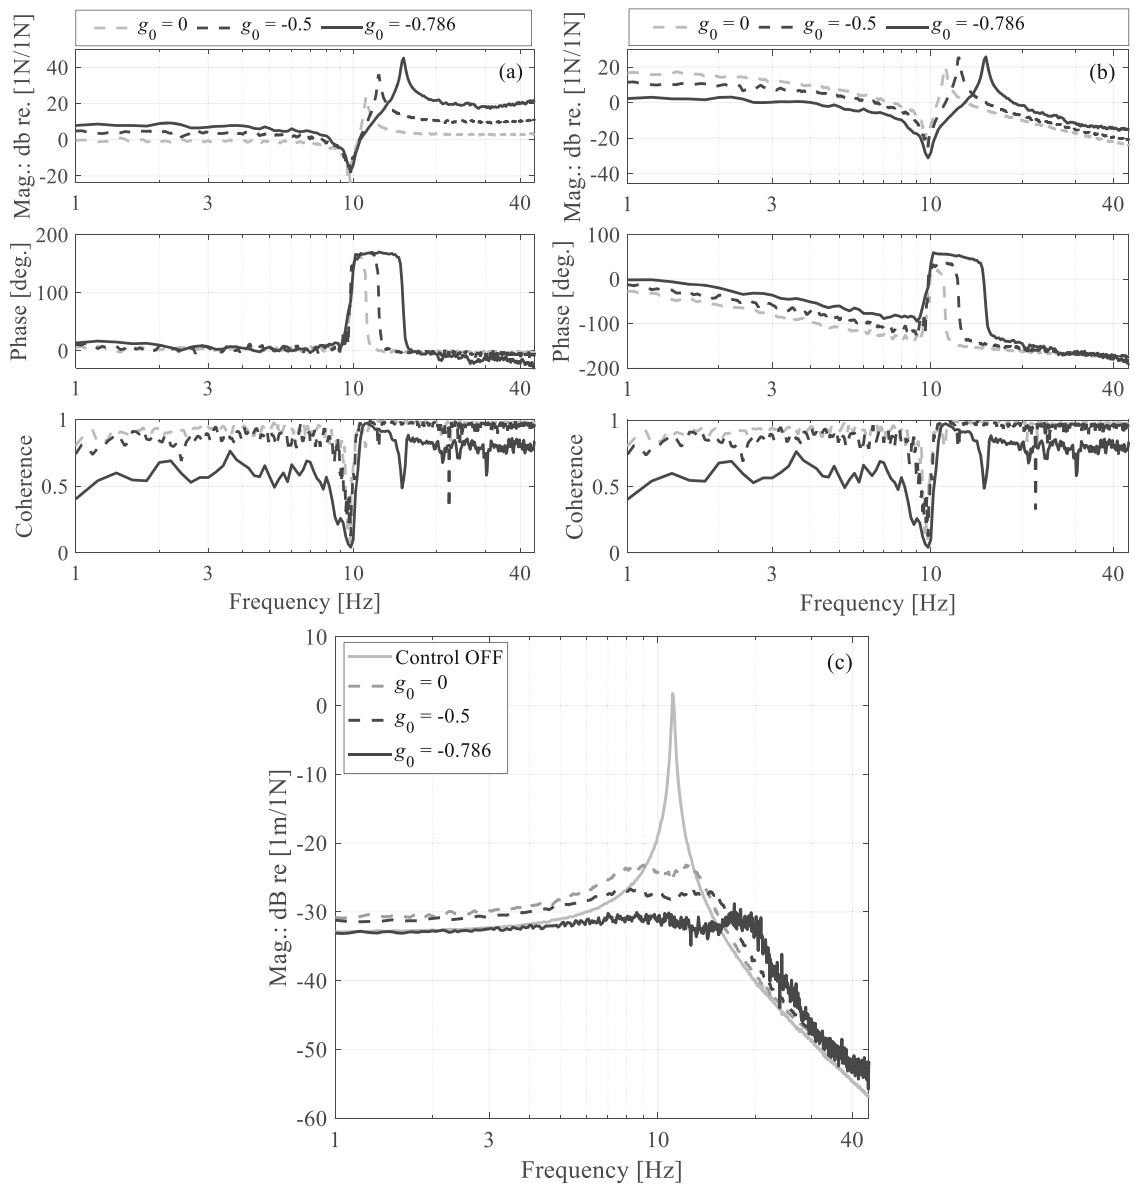 g0 = 0 g0 = -0.5 g0 = -0.786
Mag.: db re. [1N/1N]
40
20
0
-20
(a)
1 3 10 40
Phase [deg.]
200
100
0
1 3 10 40
Coherence
1
0.5
0
1 3 10 40
Frequency [Hz]
g0 = 0 g0 = -0.5 g0 = -0.786
Mag.: db re. [1N/1N]
20
0
-20
-40
(b)
1 3 10 40
Phase [deg.]
100
0
-100
-200
1 3 10 40
Coherence
1
0.5
0
1 3 10 40
Frequency [Hz]
Mag.: dB re [1m/1N]
10
0
-10
-20
-30
-40
-50
-60
Control OFF
g0 = 0
g0 = -0.5
g0 = -0.786
(c)
1 3 10 40
Frequency [Hz]